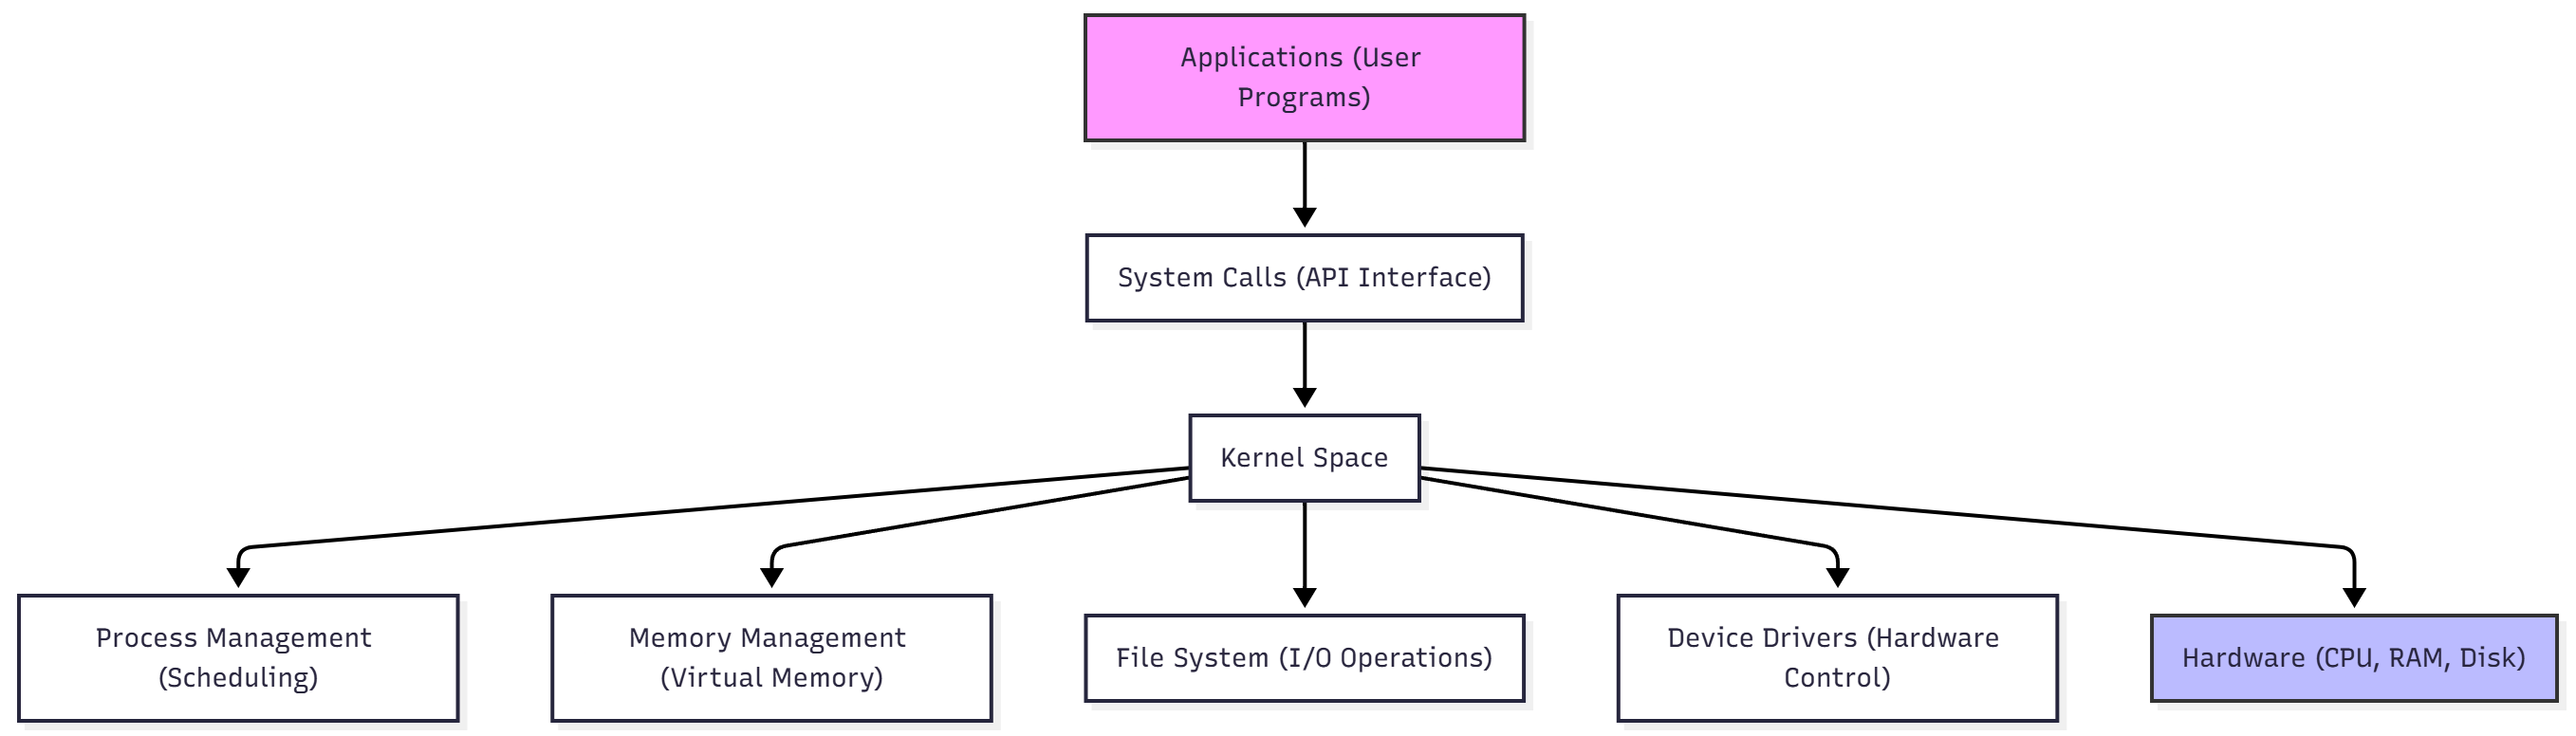 Applications (User
Programs)
System Calls (API Interface)
Kernel Space
Process Management
(Scheduling)
Memory Management
(Virtual Memory)
File System (I/O Operations)
Device Drivers (Hardware
Control)
Hardware (CPU, RAM, Disk)